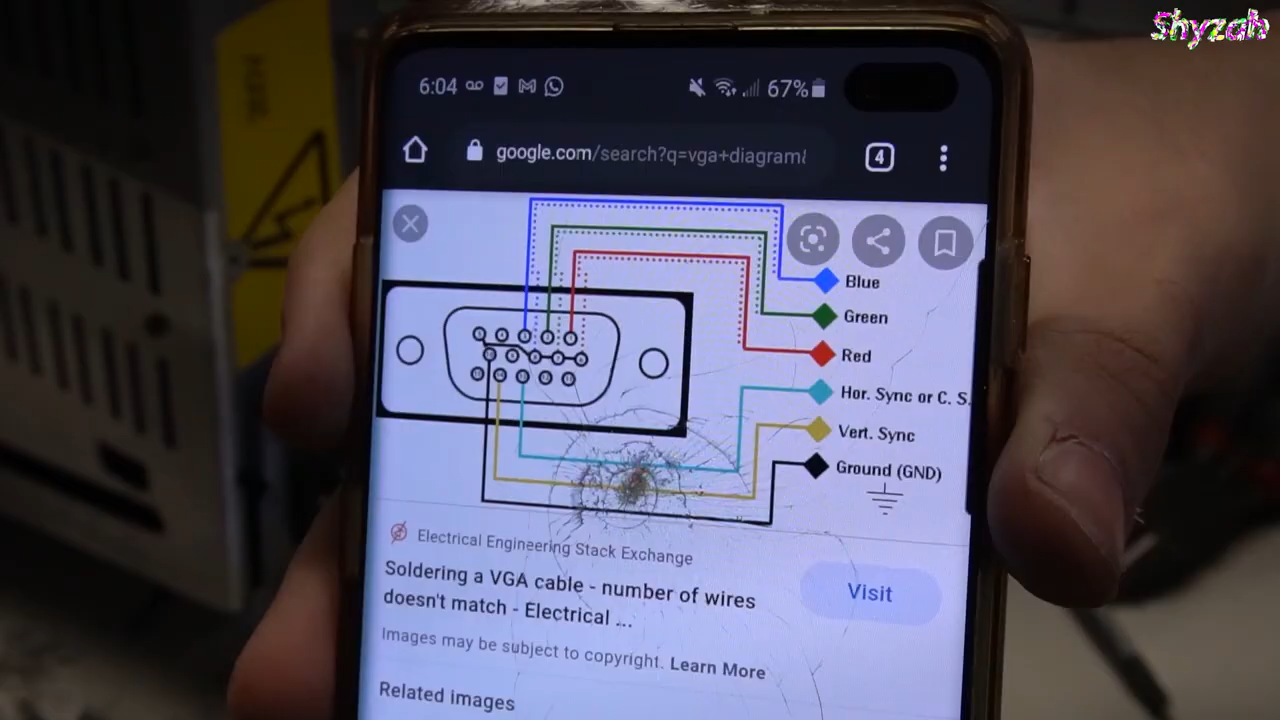 Shyzah
6:04
67%
google.com/search?q=vga+diagram&
4
Blue
Green
Red
Hor. Sync or C. S.
Vert. Sync
Ground (GND)
Electrical Engineering Stack Exchange
Soldering a VGA cable - number of wires
doesn't match - Electrical ...
Visit
Images may be subject to copyright. Learn More
Related images